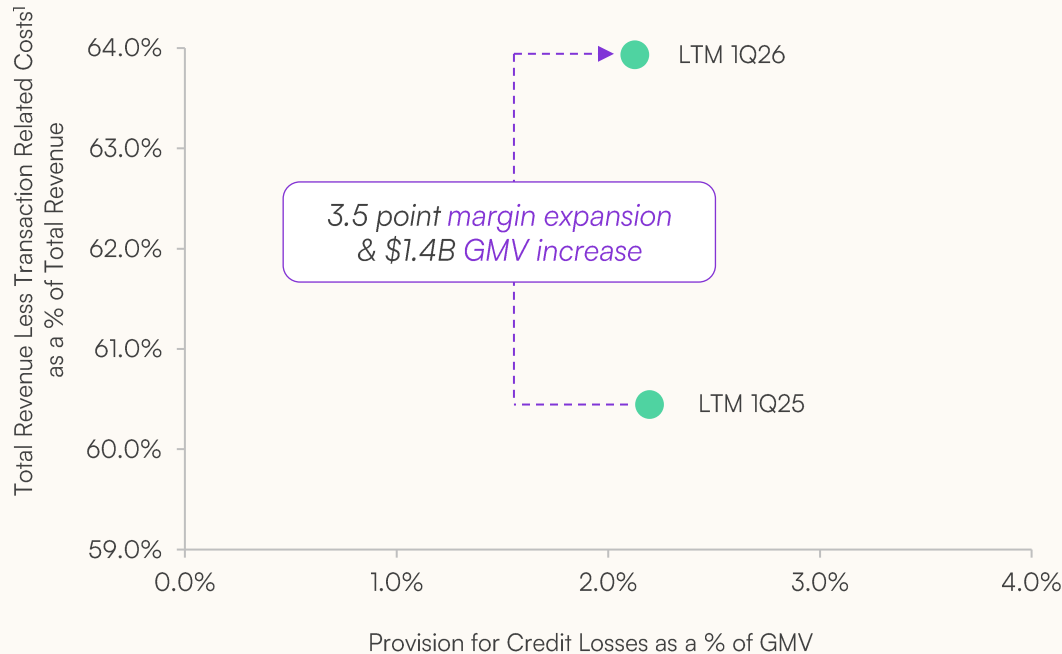 Total Revenue Less Transaction Related Costs¹
as a % of Total Revenue
64.0%
63.0%
62.0%
61.0%
60.0%
59.0%
LTM 1Q26
3.5 point margin expansion
& $1.4B GMV increase
LTM 1Q25
0.0%
1.0%
2.0%
3.0%
4.0%
Provision for Credit Losses as a % of GMV